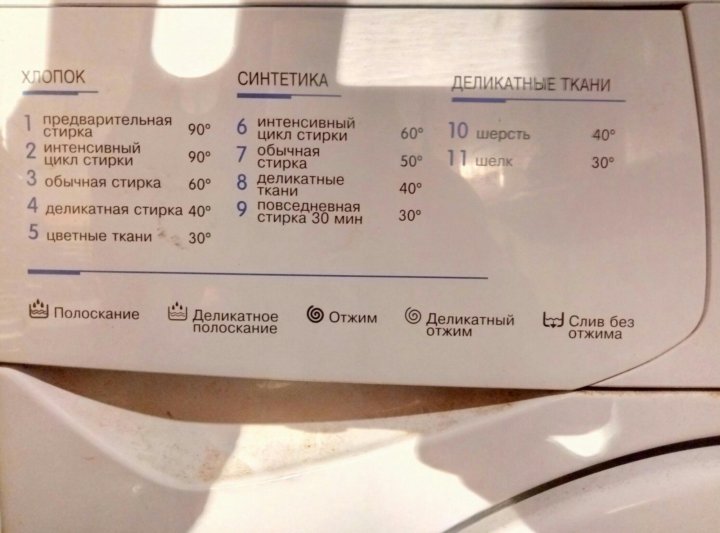 ХЛОПОК
1 предварительная
стирка 90°
2 интенсивный
цикл стирки 90°
3 обычная стирка 60°
4 деликатная стирка 40°
5 цветные ткани 30°
СИНТЕТИКА
6 интенсивный
цикл стирки 60°
7 обычная
стирка 50°
8 деликатные
ткани 40°
9 повседневная
стирка 30 мин 30°
ДЕЛИКАТНЫЕ ТКАНИ
10 шерсть 40°
11 шелк 30°
Полоскание
Деликатное
полоскание
Отжим
Деликатный
отжим
Слив без
отжима